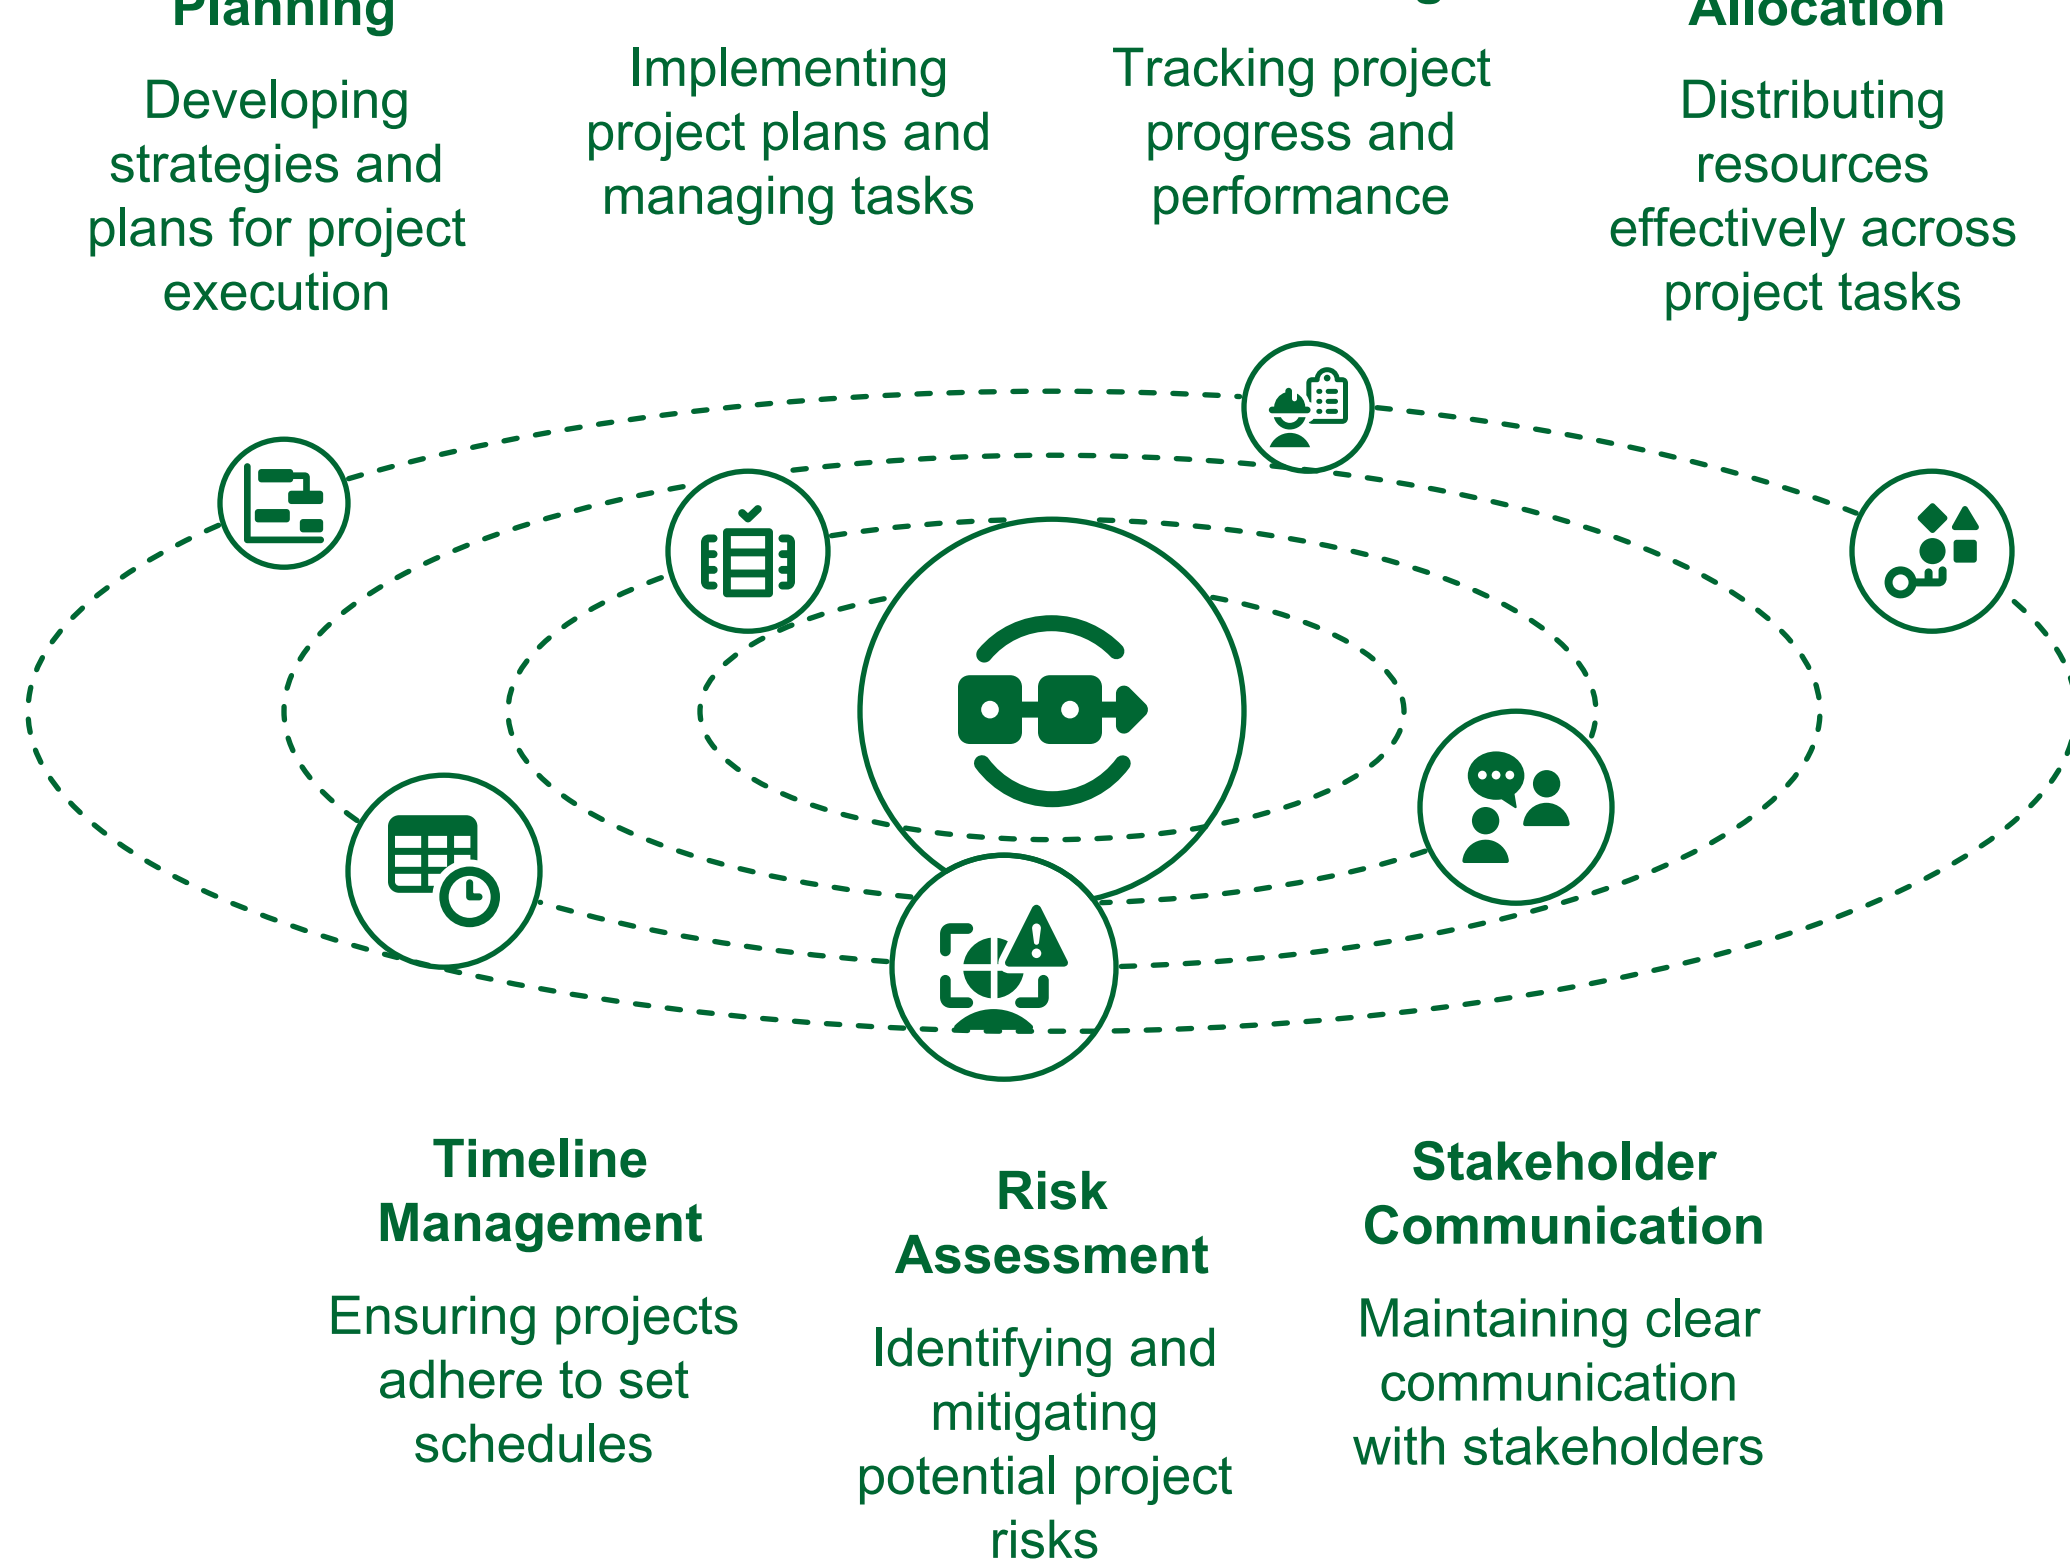 Planning
Developing
strategies and
plans for project
execution
Implementing
project plans and
managing tasks
Tracking project
progress and
performance
Allocation
Distributing
resources
effectively across
project tasks
Timeline
Management
Ensuring projects
adhere to set
schedules
Risk
Assessment
Identifying and
mitigating
potential project
risks
Stakeholder
Communication
Maintaining clear
communication
with stakeholders